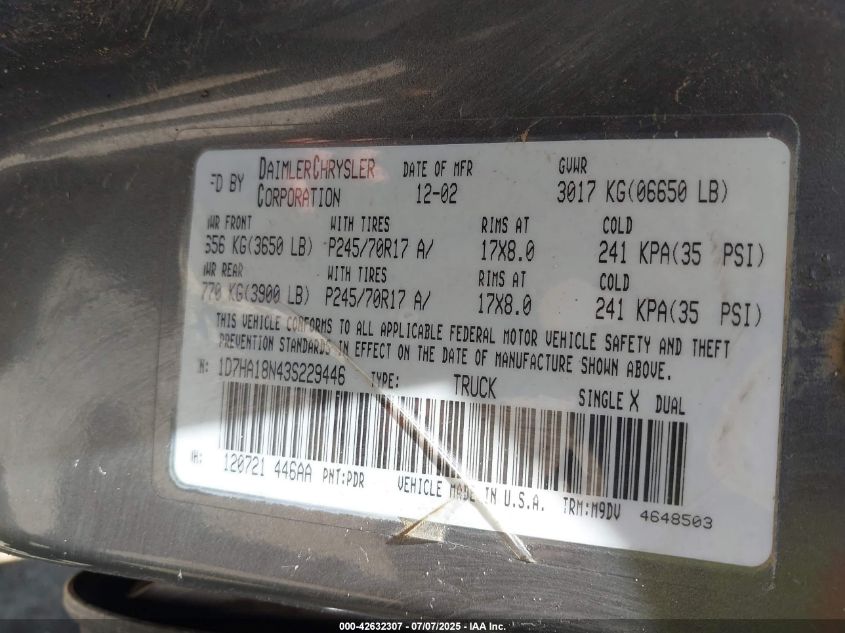 D BY DAIMLERCHRYSLER CORPORATION
DATE OF MFR 12-02
GVWR 3017 KG(06650 LB)
WR FRONT WITH TIRES RIMS AT COLD
656 KG(3650 LB) P245/70R17 A/ 17X8.0 241 KPA(35 PSI)
WR REAR WITH TIRES RIMS AT COLD
770 KG(3900 LB) P245/70R17 A/ 17X8.0 241 KPA(35 PSI)
THIS VEHICLE CONFORMS TO ALL APPLICABLE FEDERAL MOTOR VEHICLE SAFETY AND THEFT
PREVENTION STANDARDS IN EFFECT ON THE DATE OF MANUFACTURE SHOWN ABOVE.
N: 1D7HA18N43S229446 TYPE: TRUCK SINGLE X DUAL
H: 120721 446AA PNT:PDR VEHICLE MADE IN U.S.A. TRM:M9DV 4648503
000-42632307 - 07/07/2025 - IAA Inc.